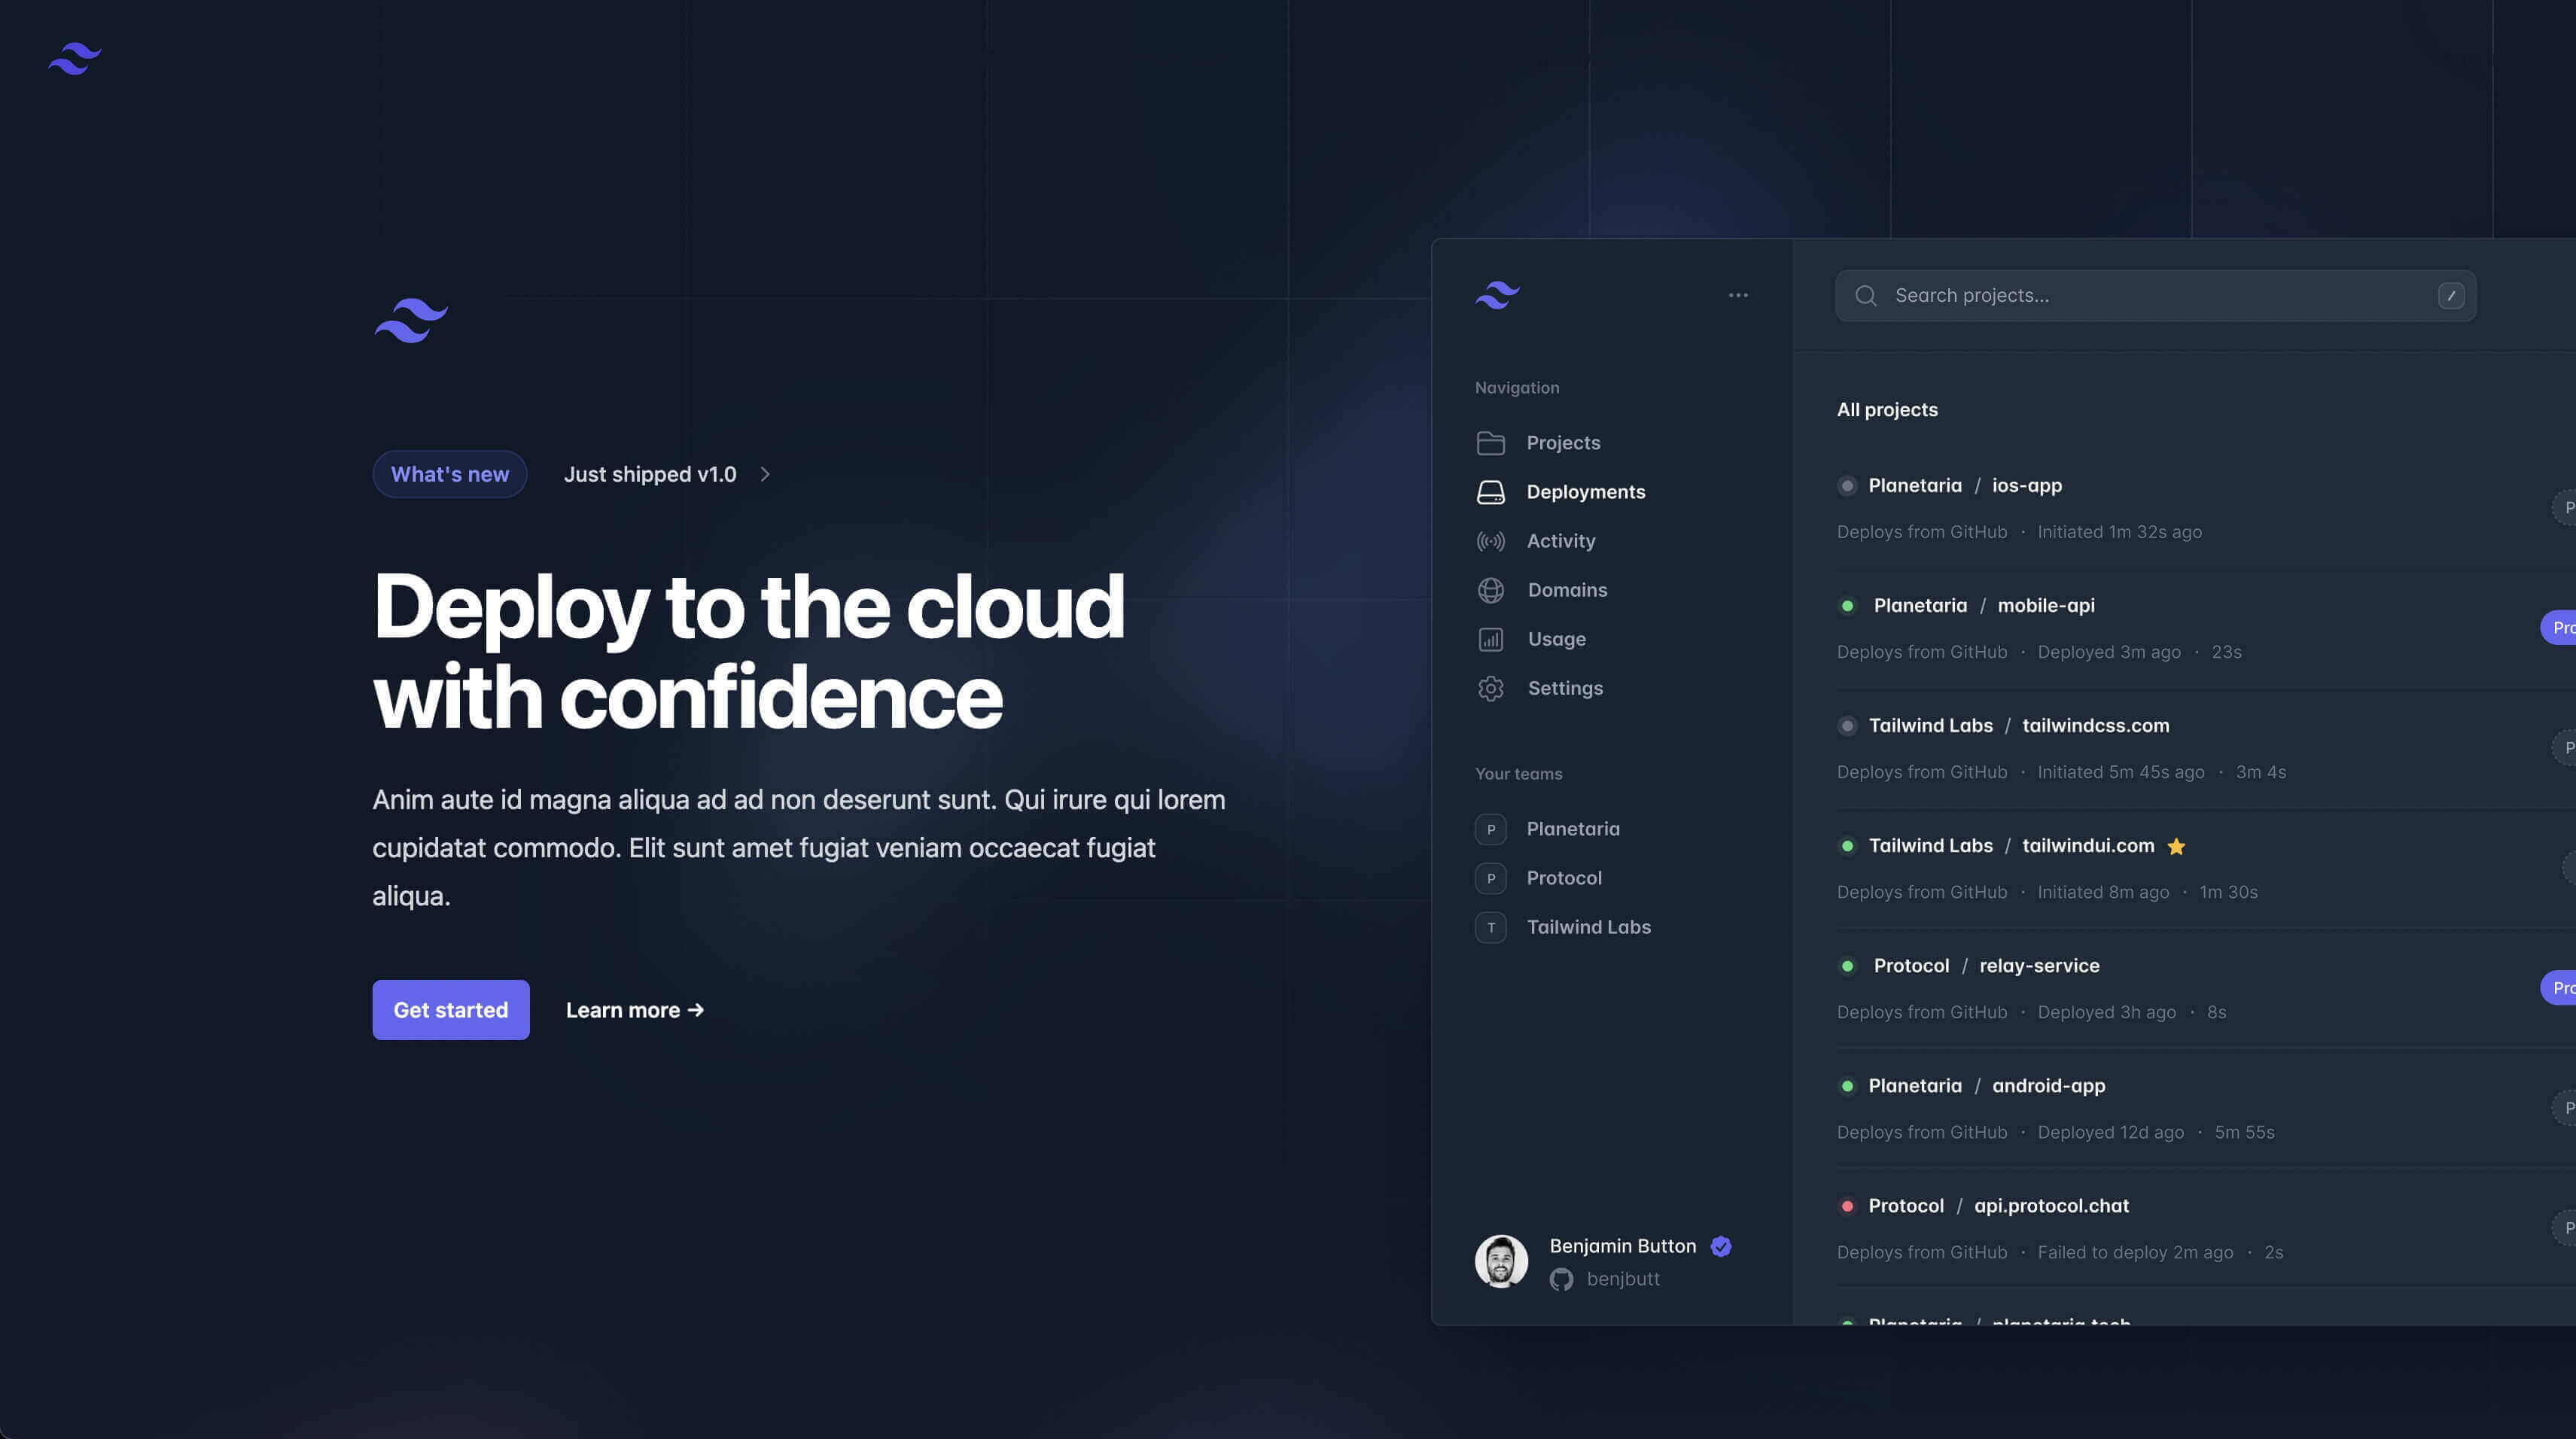 What's new
Just shipped v1.0
Deploy to the cloud
with confidence
Anim aute id magna aliqua ad ad non deserunt sunt. Qui irure qui lorem
cupidatat commodo. Elit sunt amet fugiat veniam occaecat fugiat
aliqua.
Get started
Learn more →
Navigation
Projects
Deployments
Activity
Domains
Usage
Settings
Your teams
P Planetaria
P Protocol
T Tailwind Labs
Benjamin Button
benjbutt
Search projects... /
All projects
Planetaria / ios-app
Deploys from GitHub · Initiated 1m 32s ago
P
Planetaria / mobile-api
Deploys from GitHub · Deployed 3m ago · 23s
Pro
Tailwind Labs / tailwindcss.com
Deploys from GitHub · Initiated 5m 45s ago · 3m 4s
P
Tailwind Labs / tailwindui.com
Deploys from GitHub · Initiated 8m ago · 1m 30s
Protocol / relay-service
Deploys from GitHub · Deployed 3h ago · 8s
Pro
Planetaria / android-app
Deploys from GitHub · Deployed 12d ago · 5m 55s
P
Protocol / api.protocol.chat
Deploys from GitHub · Failed to deploy 2m ago · 2s
P
Planetaria / planetaria.tech